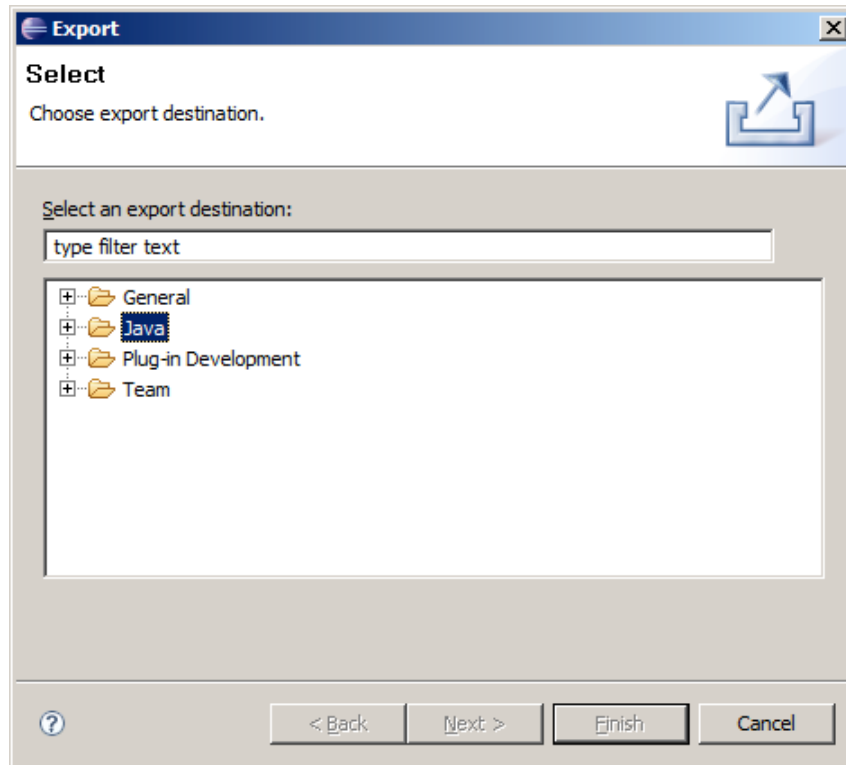 Export
Select
Choose export destination.
Select an export destination:
type filter text
General
Java
Plug-in Development
Team
< Back Next > Finish Cancel